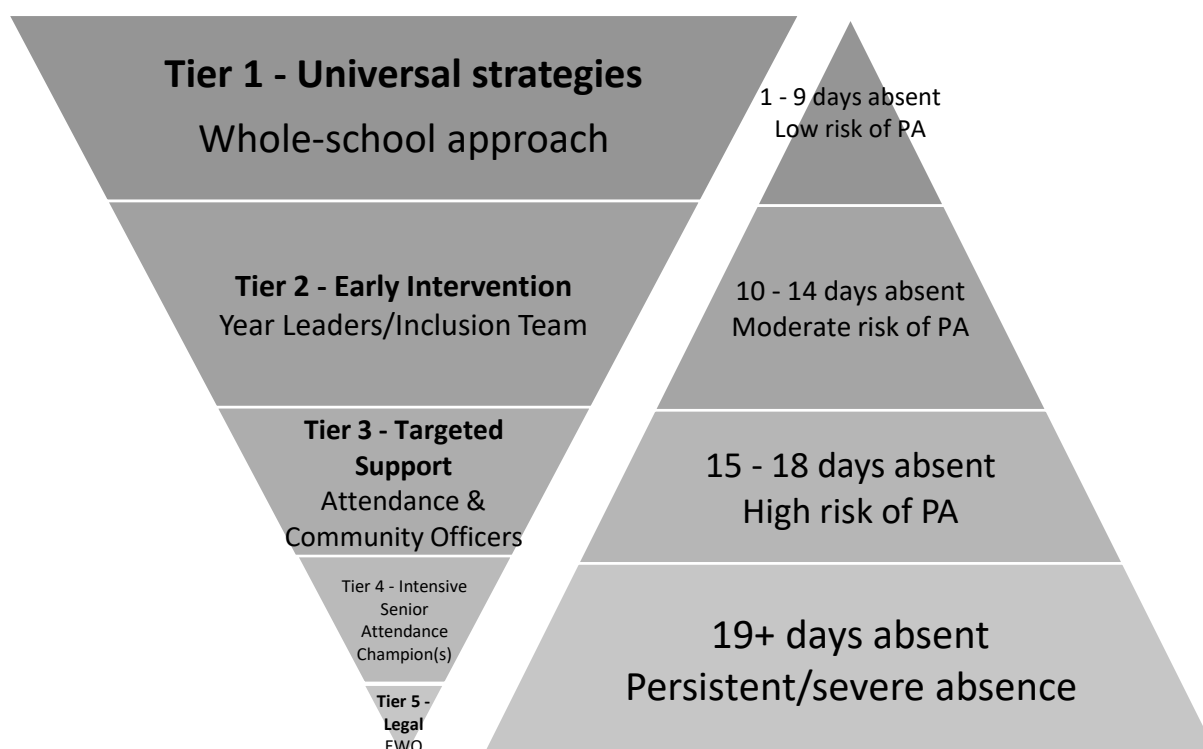 Tier 1 - Universal strategies
Whole-school approach
Tier 2 - Early Intervention
Year Leaders/Inclusion Team
Tier 3 - Targeted
Support
Attendance &
Community Officers
Tier 4 - Intensive
Senior
Attendance
Champion(s)
Tier 5 -
Legal
EWO
1 - 9 days absent
Low risk of PA
10 - 14 days absent
Moderate risk of PA
15 - 18 days absent
High risk of PA
19+ days absent
Persistent/severe absence